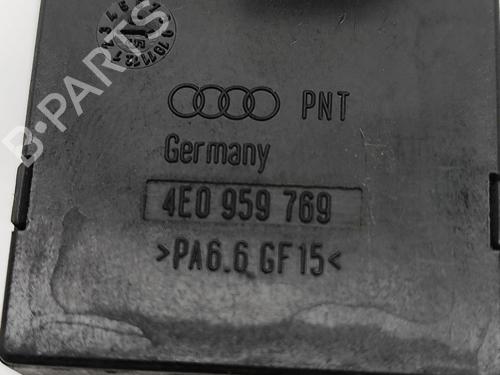 B-PARTS
PNT
Germany
4E0 959 769
>PA6.6 GF15<